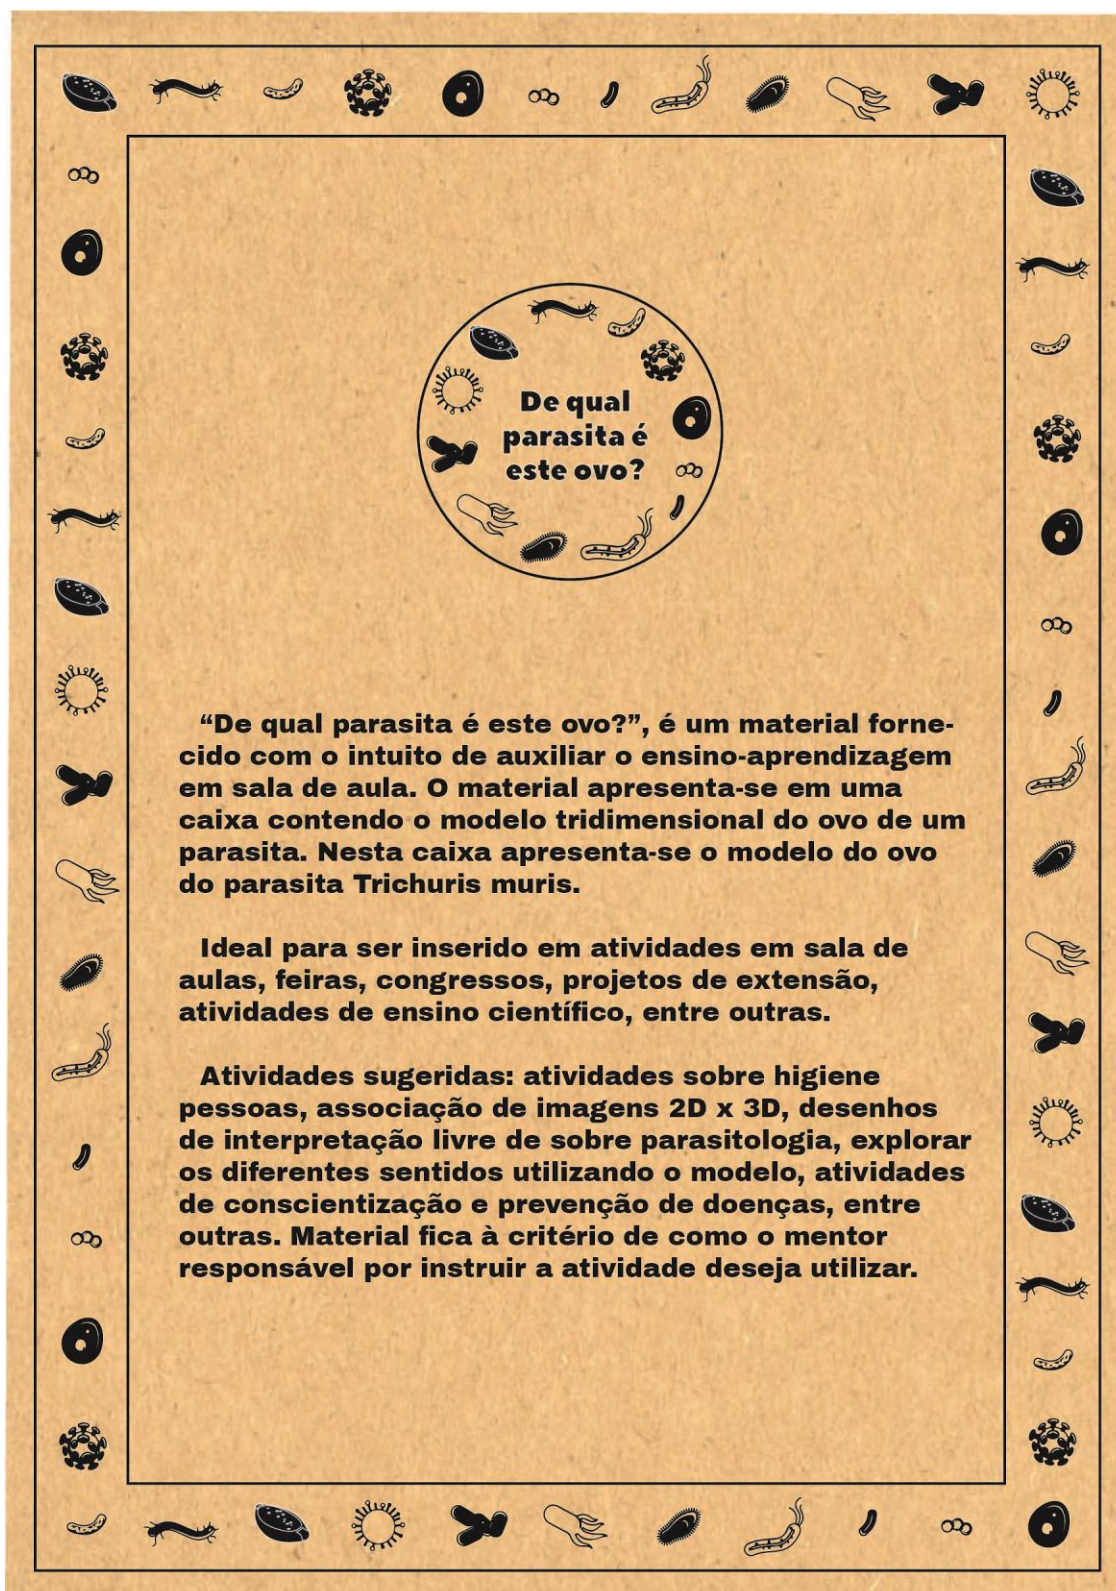 De qual
parasita é
este ovo?
“De qual parasita é este ovo?”, é um material forne-
cido com o intuito de auxiliar o ensino-aprendizagem
em sala de aula. O material apresenta-se em uma
caixa contendo o modelo tridimensional do ovo de um
parasita. Nesta caixa apresenta-se o modelo do ovo
do parasita Trichuris muris.
Ideal para ser inserido em atividades em sala de
aulas, feiras, congressos, projetos de extensão,
atividades de ensino científico, entre outras.
Atividades sugeridas: atividades sobre higiene
pessoas, associação de imagens 2D x 3D, desenhos
de interpretação livre de sobre parasitologia, explorar
os diferentes sentidos utilizando o modelo, atividades
de conscientização e prevenção de doenças, entre
outras. Material fica à critério de como o mentor
responsável por instruir a atividade deseja utilizar.